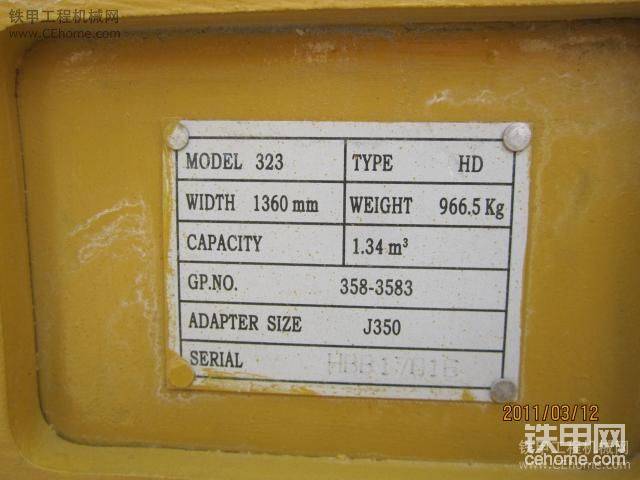 铁甲工程机械网
www.CEhome.com
MODEL 323 TYPE HD
WIDTH 1360 mm WEIGHT 966.5 Kg
CAPACITY 1.34 m³
GP.NO. 358-3583
ADAPTER SIZE J350
SERIAL
2011/03/12
铁甲网
cehome.com